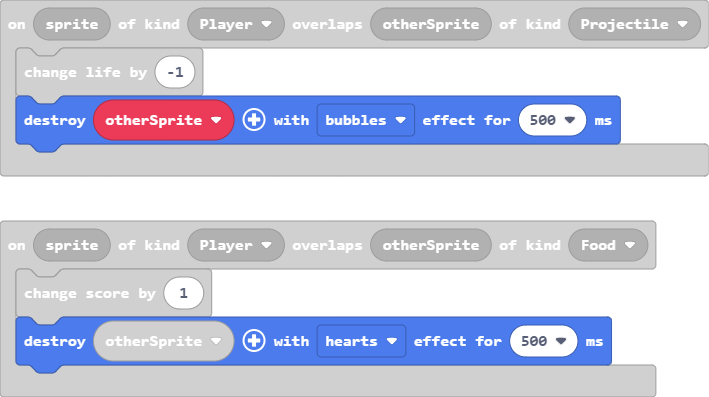 on sprite of kind Player overlaps otherSprite of kind Projectile
change life by -1
destroy otherSprite with bubbles effect for 500 ms
on sprite of kind Player overlaps otherSprite of kind Food
change score by 1
destroy otherSprite with hearts effect for 500 ms